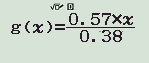 √☐ ☐
g(x)=0.57×x
0.38